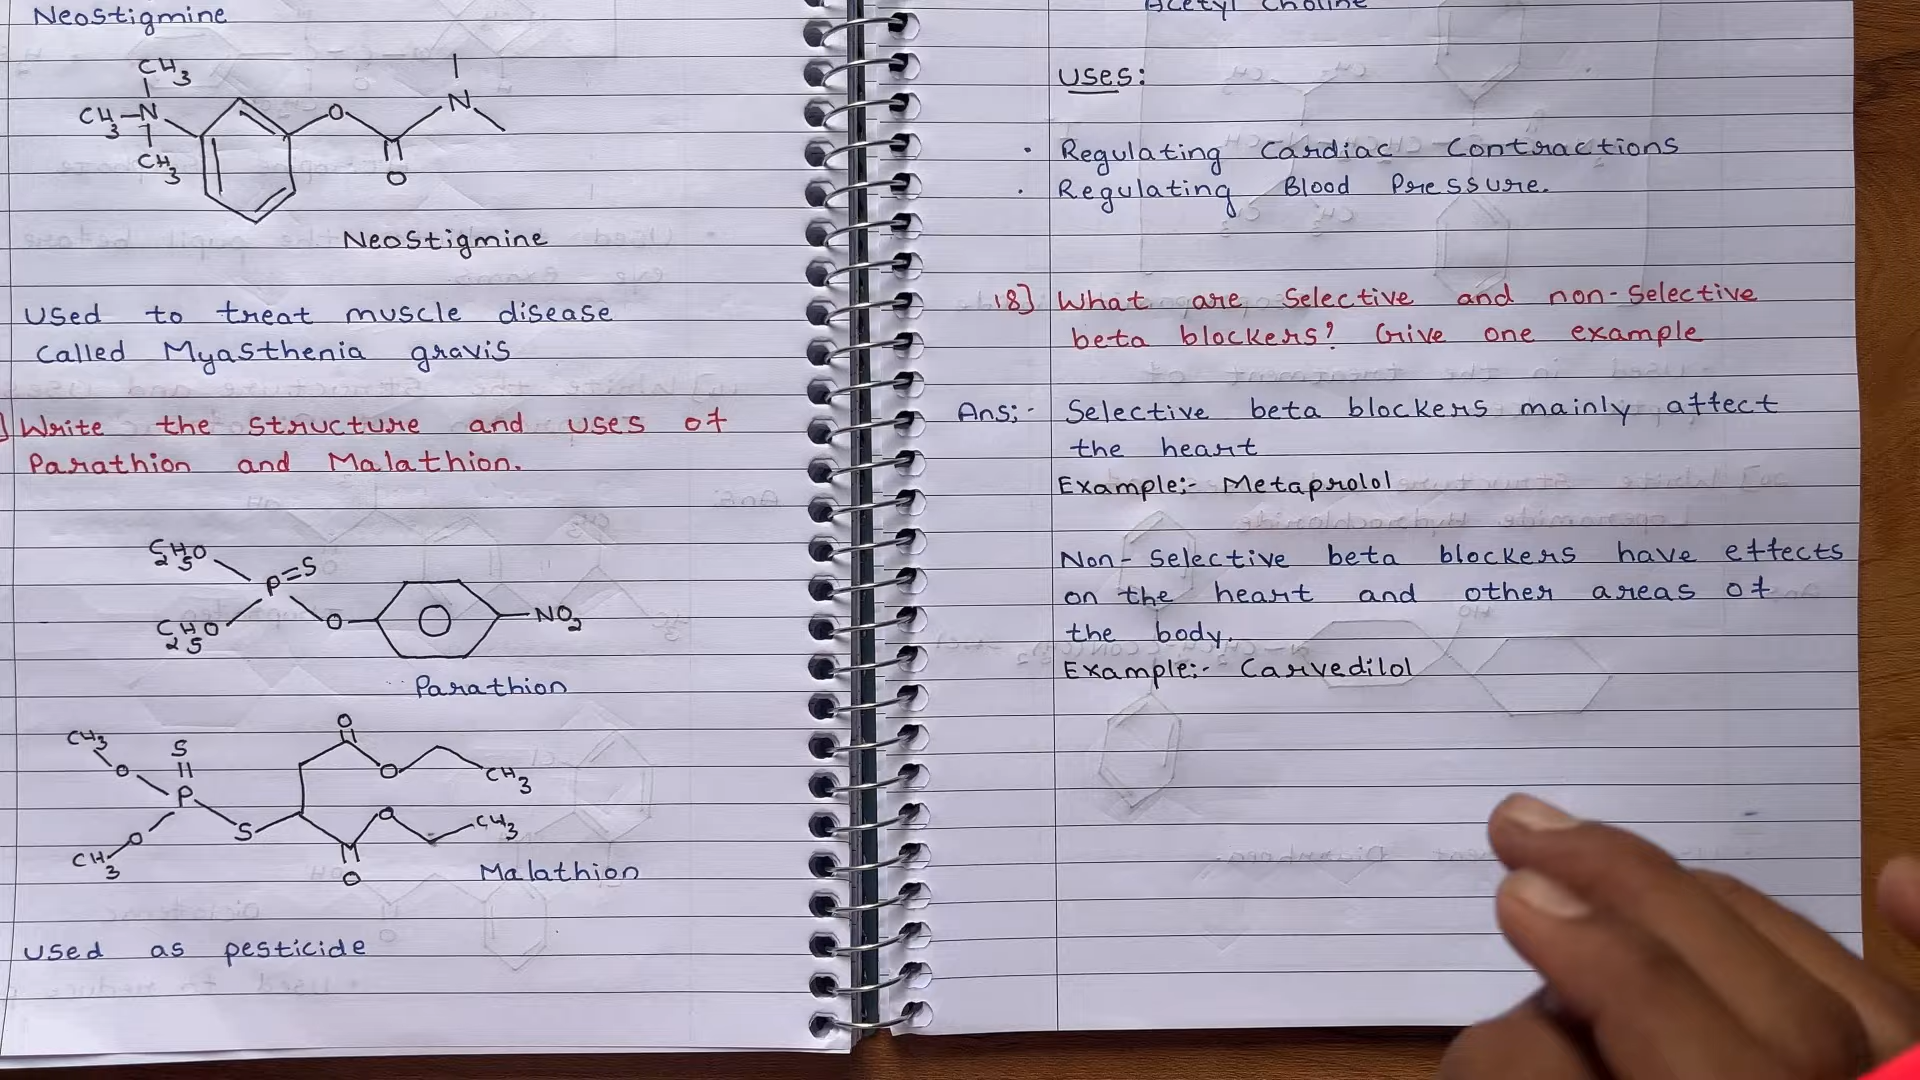 Neostigmine
CH3
CH3-N
CH3
O
N
O
Neostigmine
used to treat muscle disease
called Myasthenia gravis
] Write the structure and uses of
Parathion and Malathion.
C2H5O
P=S
C2H5O
O
NO2
Parathion
CH3
O
S
P
O
CH3
S
O
O
CH3
O
CH3
O
Malathion
used as pesticide
Acetyl Choline
uses:
· Regulating Cardiac Contractions
· Regulating Blood Pressure.
18] What are Selective and non-Selective
beta blockers? Give one example
Ans:- Selective beta blockers mainly affect
the heart
Example:- Metaprolol
Non-Selective beta blockers have effects
on the heart and other areas of
the body.
Example:- Carvedilol